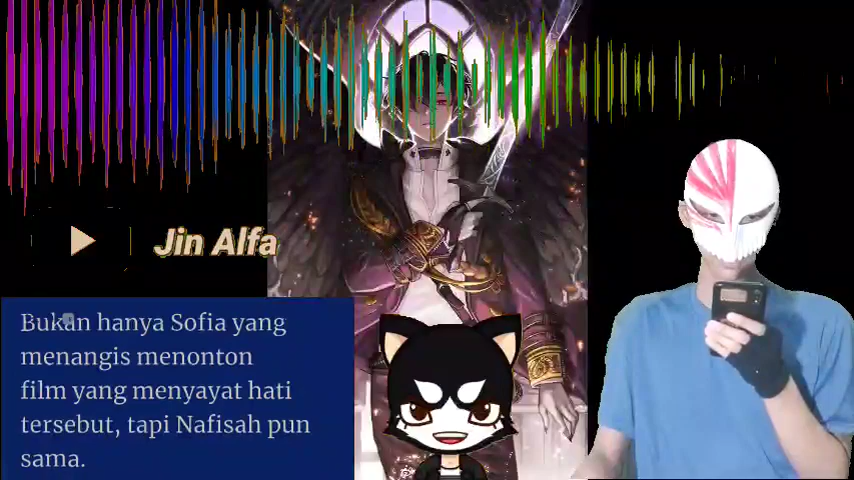 Jin Alfa
Bukan hanya Sofia yang
menangis menonton
film yang menyayat hati
tersebut, tapi Nafisah pun
sama.